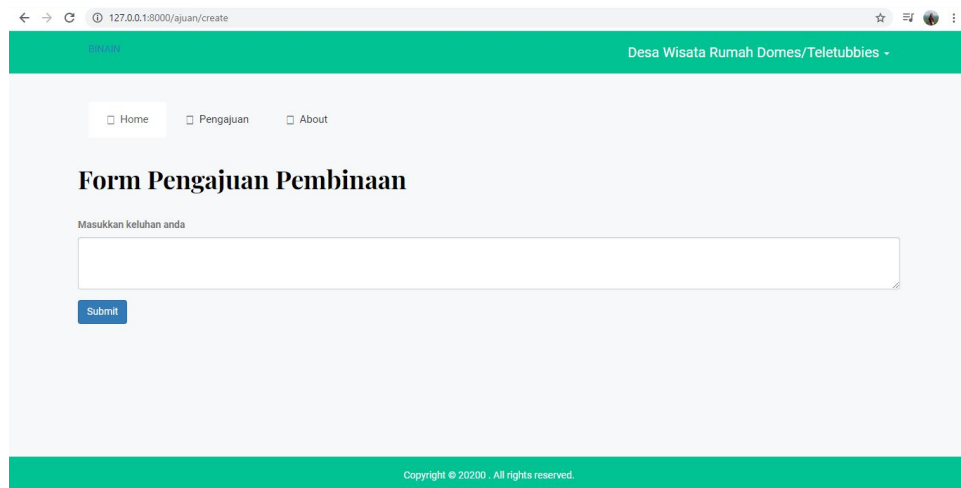 127.0.0.1:8000/ajuan/create
BINAIN
Desa Wisata Rumah Domes/Teletubbies
Home Pengajuan About
Form Pengajuan Pembinaan
Masukkan keluhan anda
Submit
Copyright © 20200 . All rights reserved.